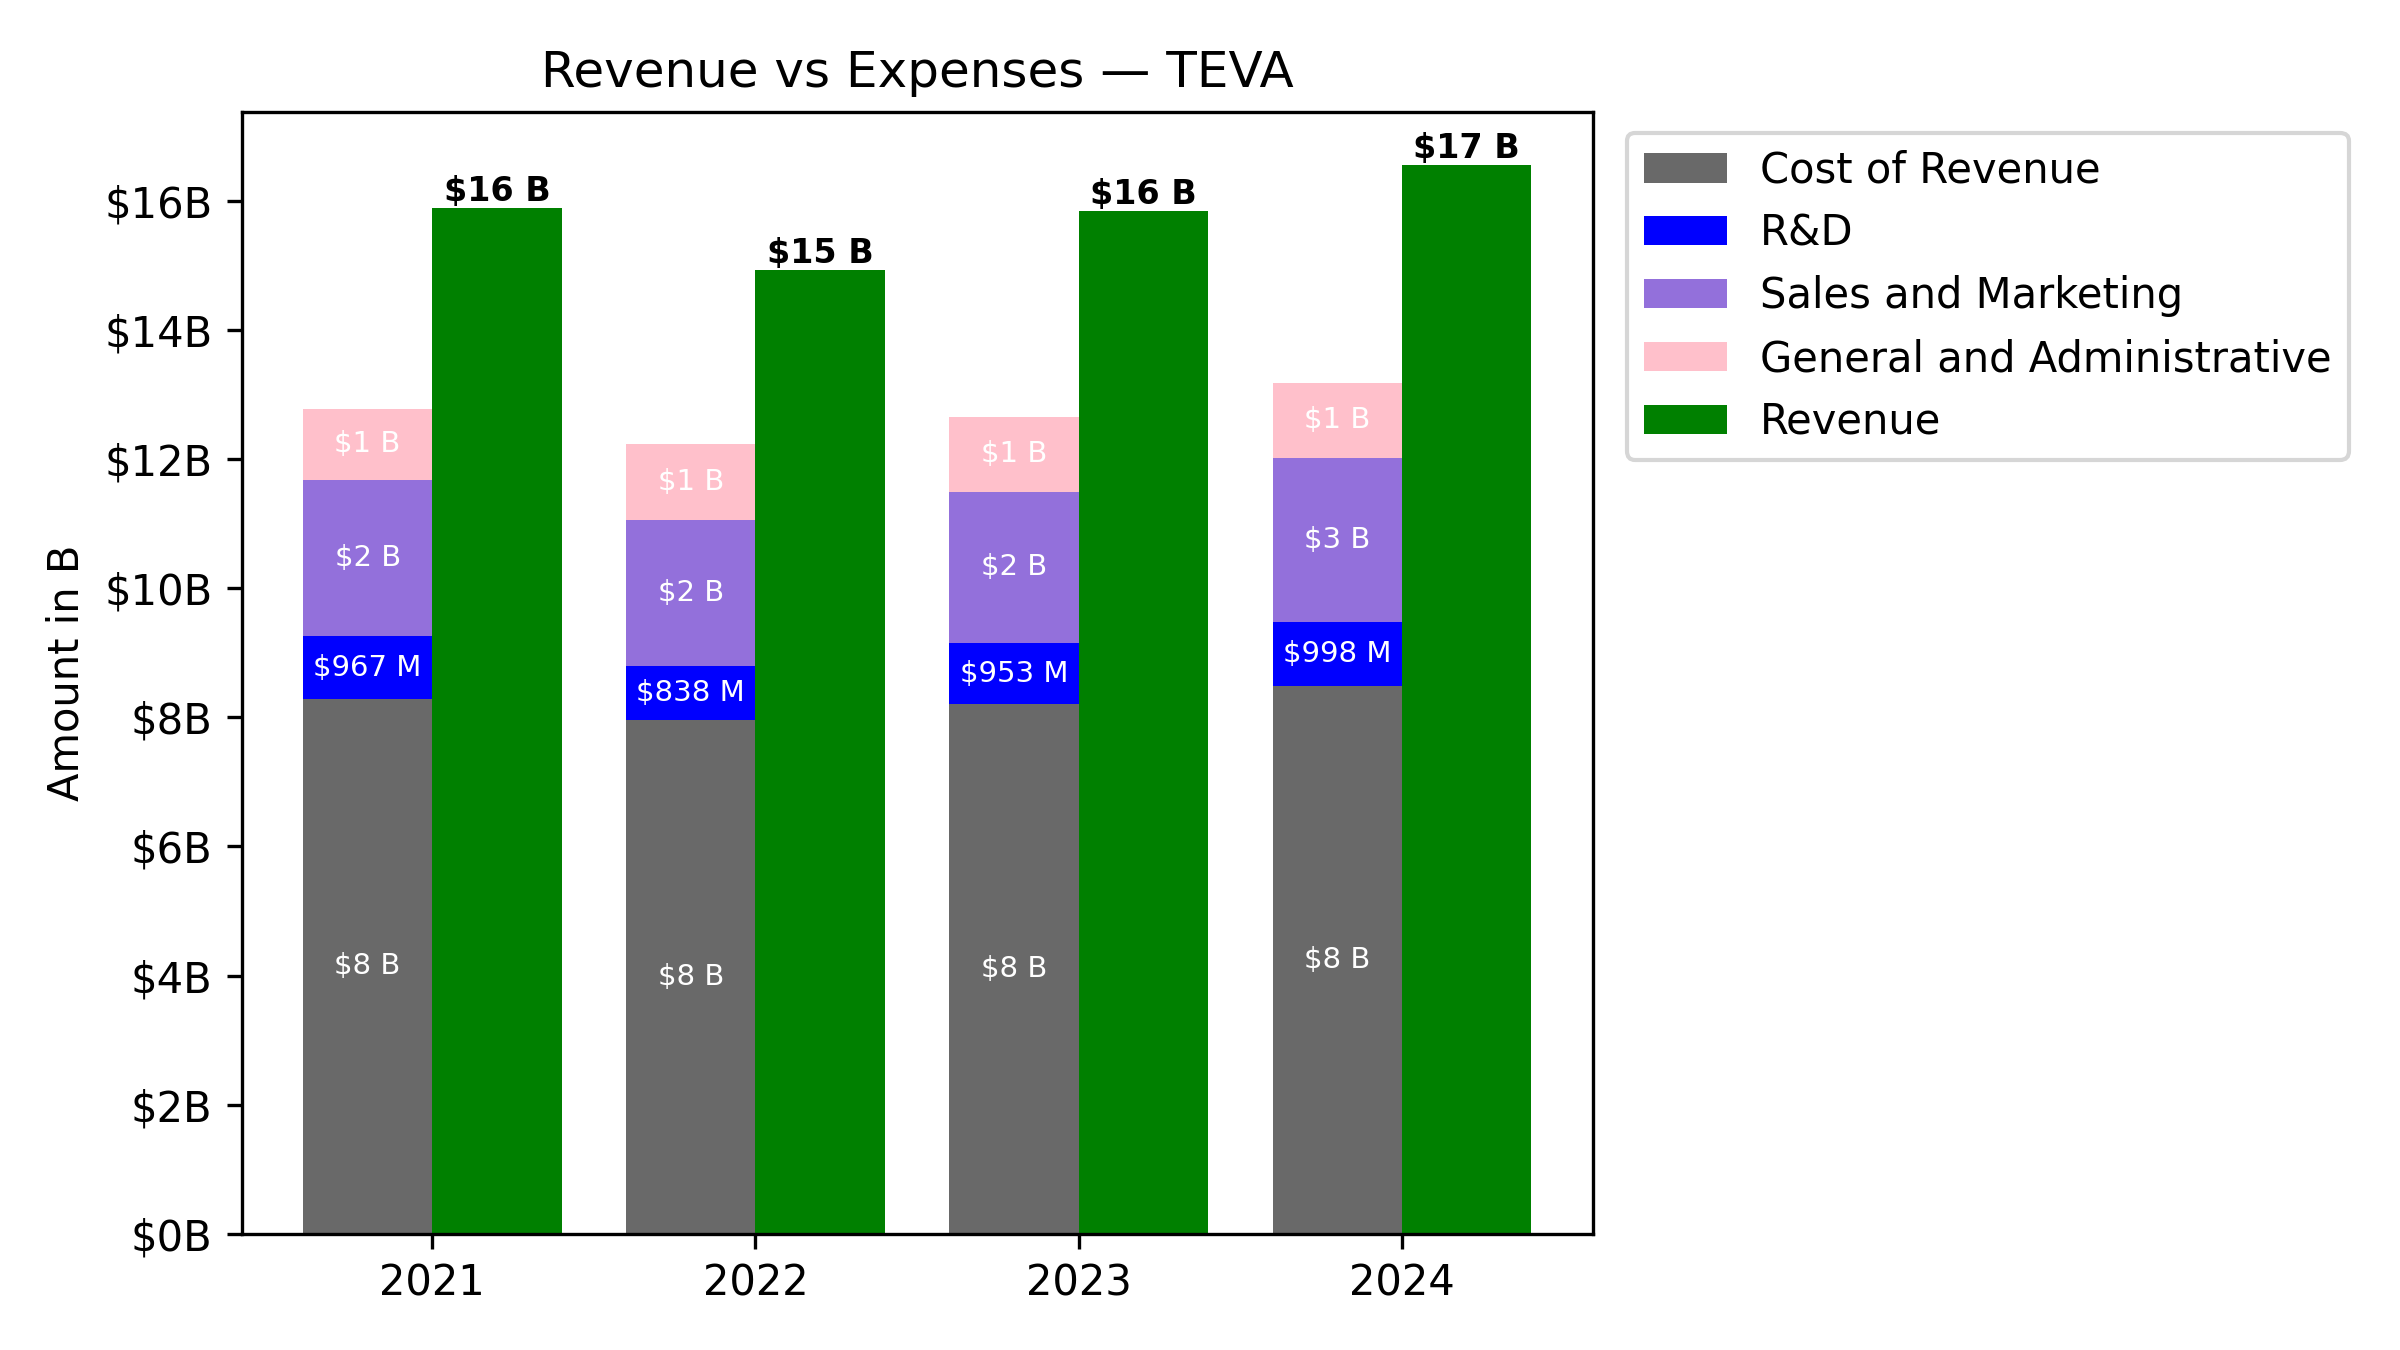 Revenue vs Expenses — TEVA
Amount in B
$16B
$14B
$12B
$10B
$8B
$6B
$4B
$2B
$0B
$16 B
$15 B
$16 B
$17 B
$1 B
$2 B
$967 M
$8 B
$1 B
$2 B
$838 M
$8 B
$1 B
$2 B
$953 M
$8 B
$1 B
$3 B
$998 M
$8 B
2021
2022
2023
2024
Cost of Revenue
R&D
Sales and Marketing
General and Administrative
Revenue